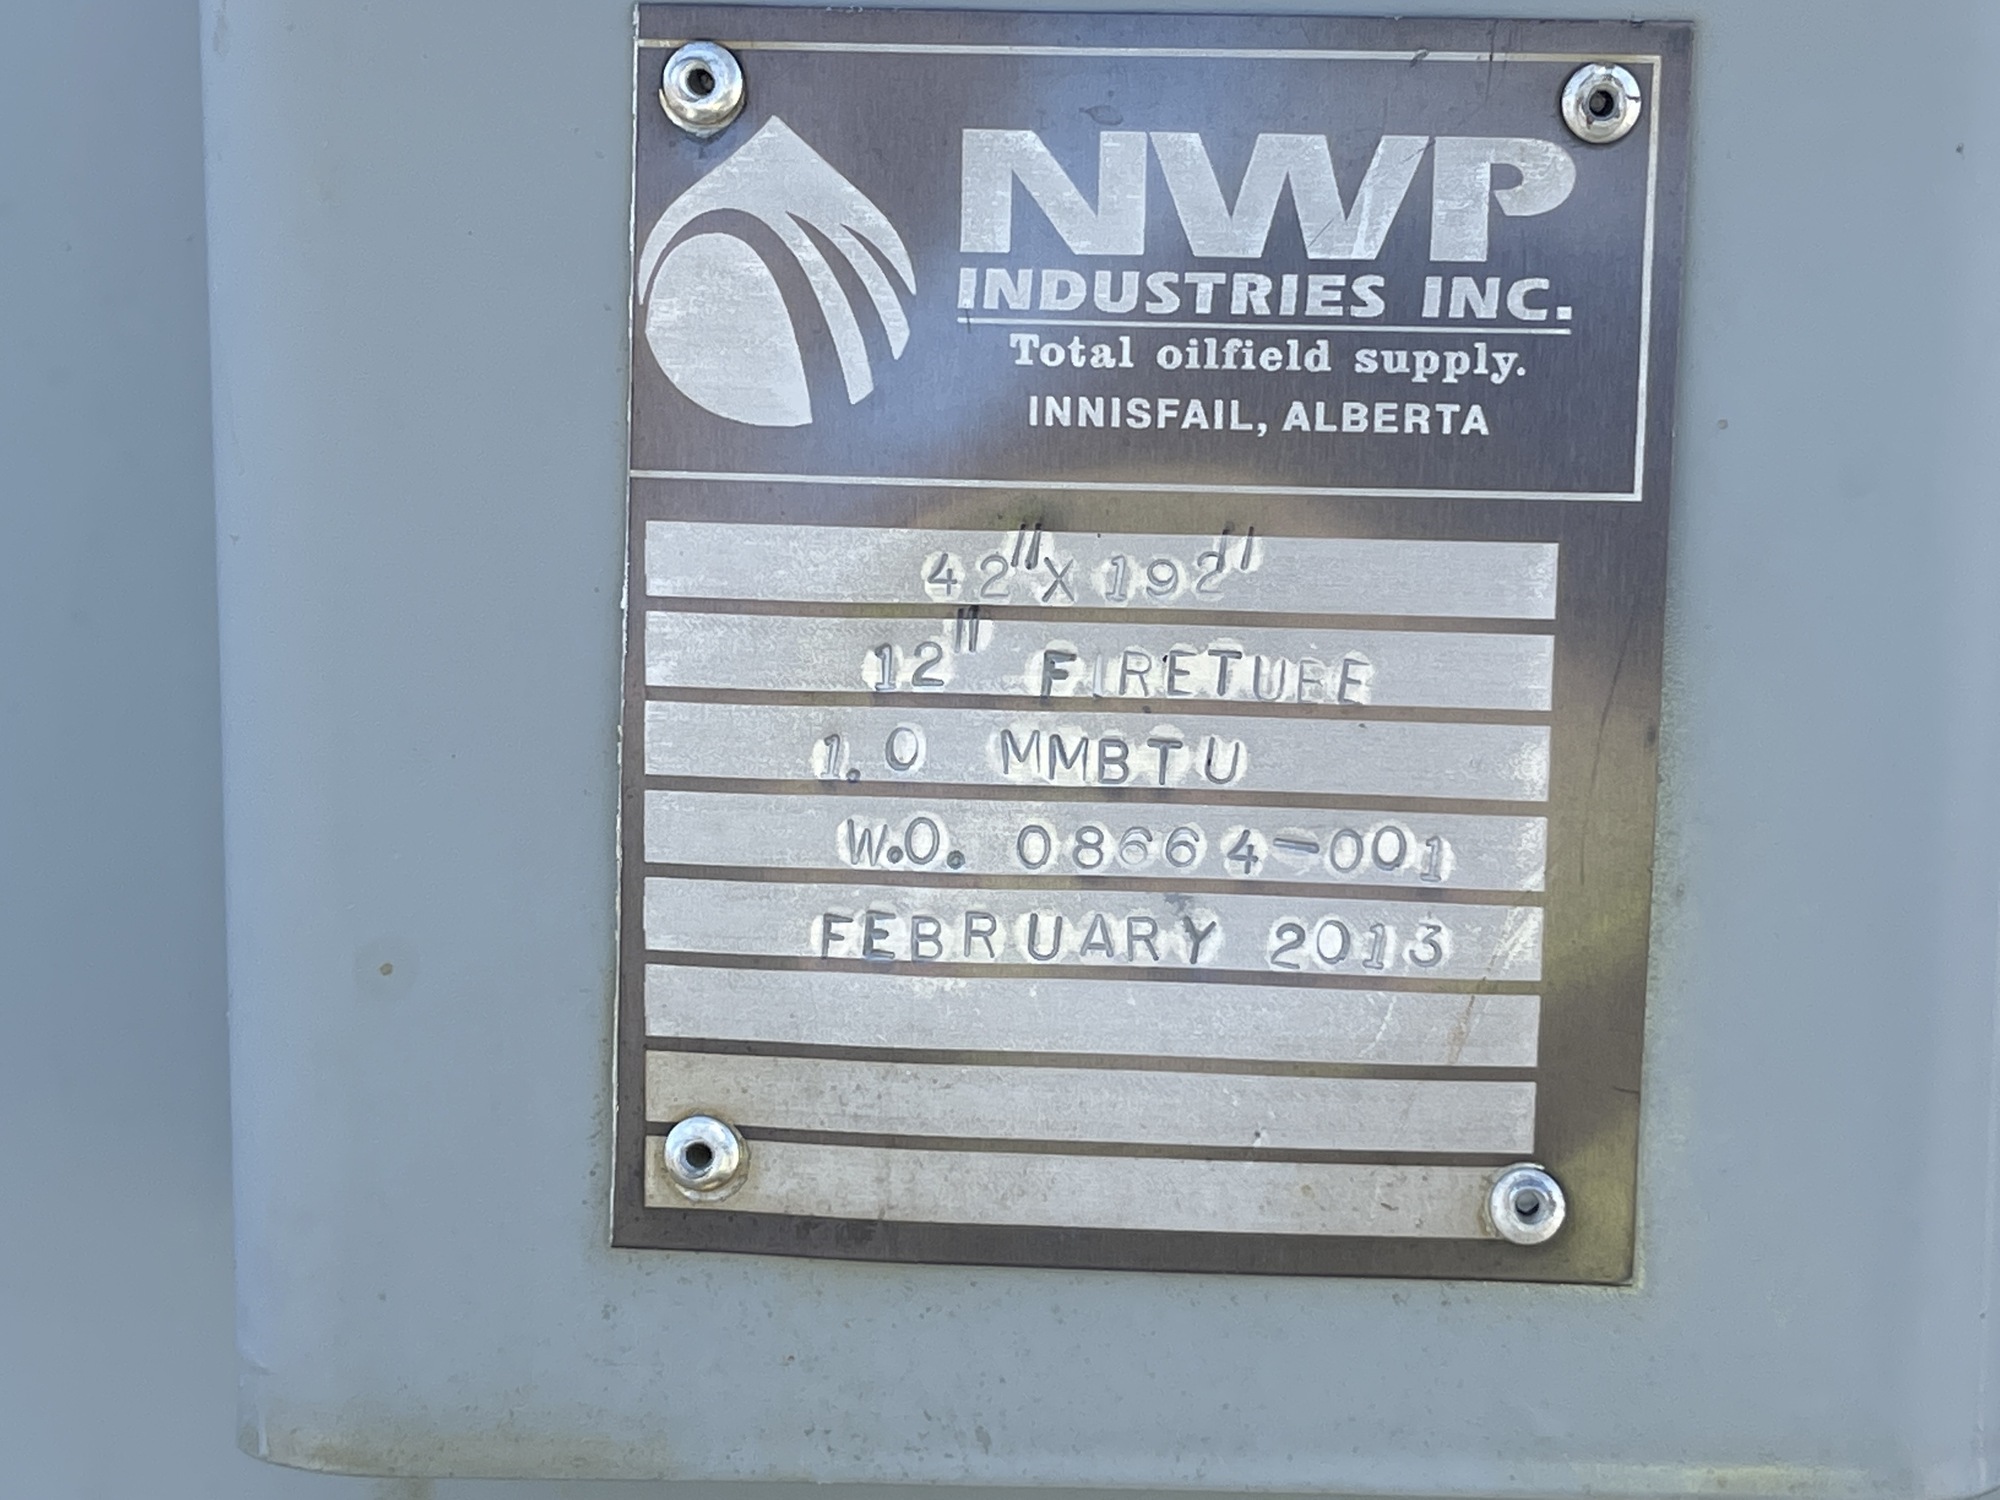 NWP
INDUSTRIES INC.
Total oilfield supply.
INNISFAIL, ALBERTA
42" X 192"
12" FIRETUBE
1.0 MMBTU
W.O. 08664-001
FEBRUARY 2013